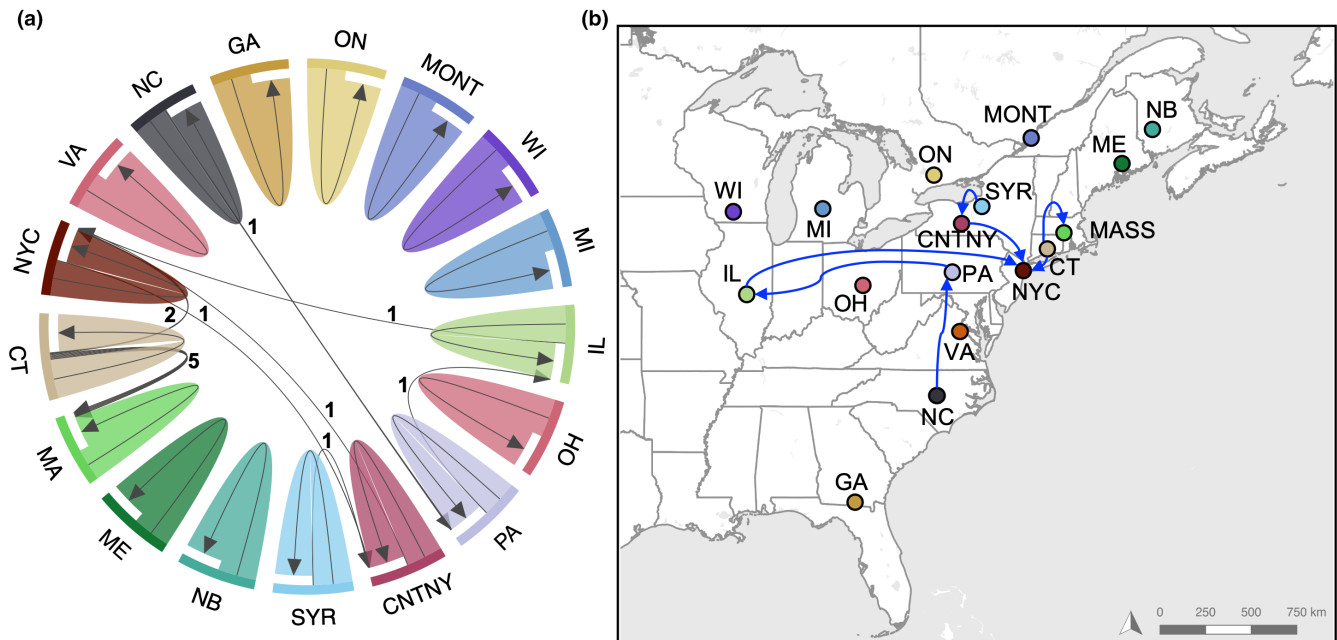 (a)
GA
ON
MONT
WI
MI
IL
OH
PA
CNTNY
SYR
NB
ME
MA
CT
NYC
VA
NC
1
1
2
1
5
1
1
1
(b)
MONT
NB
ME
ON
WI
MI
SYR
CNTNY
MASS
CT
NYC
IL
PA
OH
VA
NC
GA
0 250 500 750 km